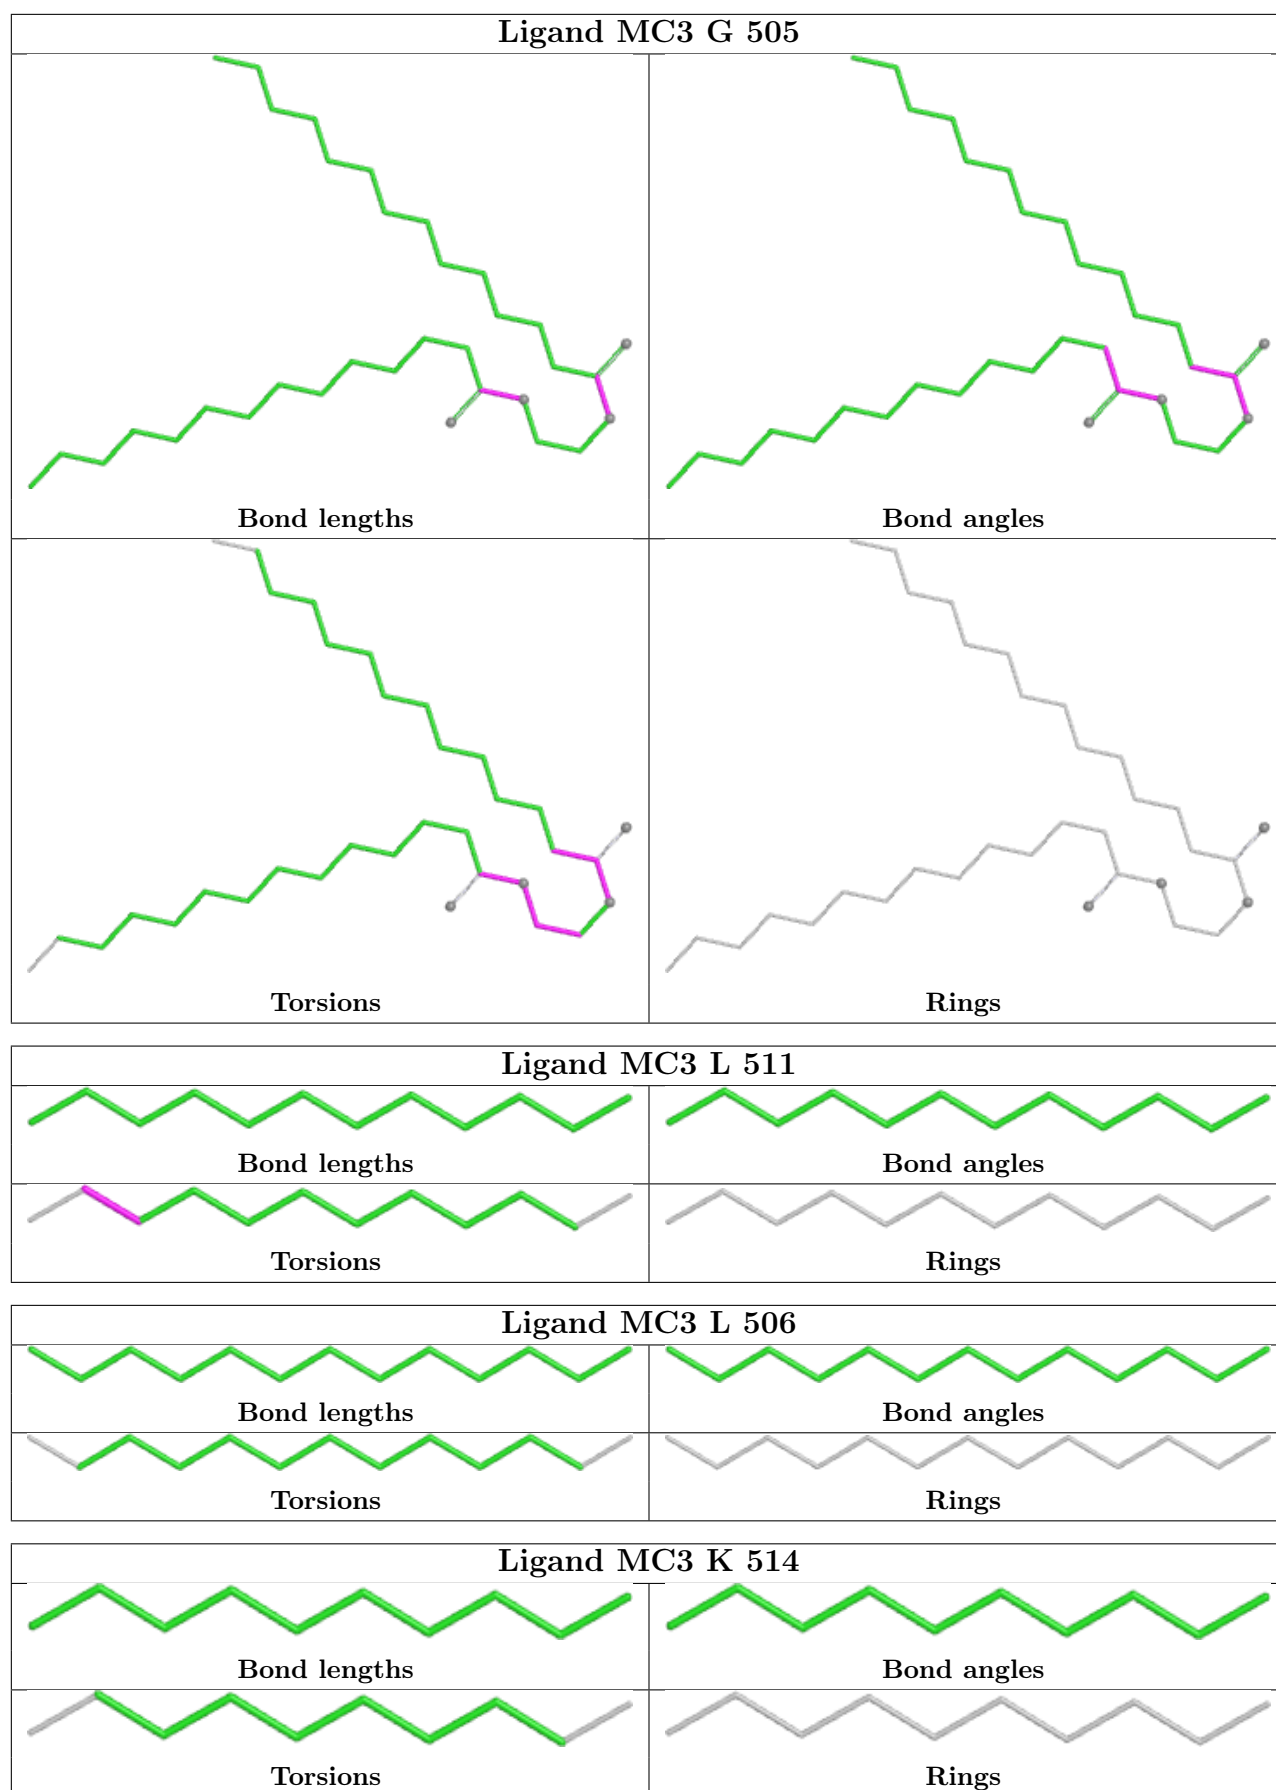 Ligand MC3 G 505
Bond lengths
Bond angles
Torsions
Rings
Ligand MC3 L 511
Bond lengths
Bond angles
Torsions
Rings
Ligand MC3 L 506
Bond lengths
Bond angles
Torsions
Rings
Ligand MC3 K 514
Bond lengths
Bond angles
Torsions
Rings